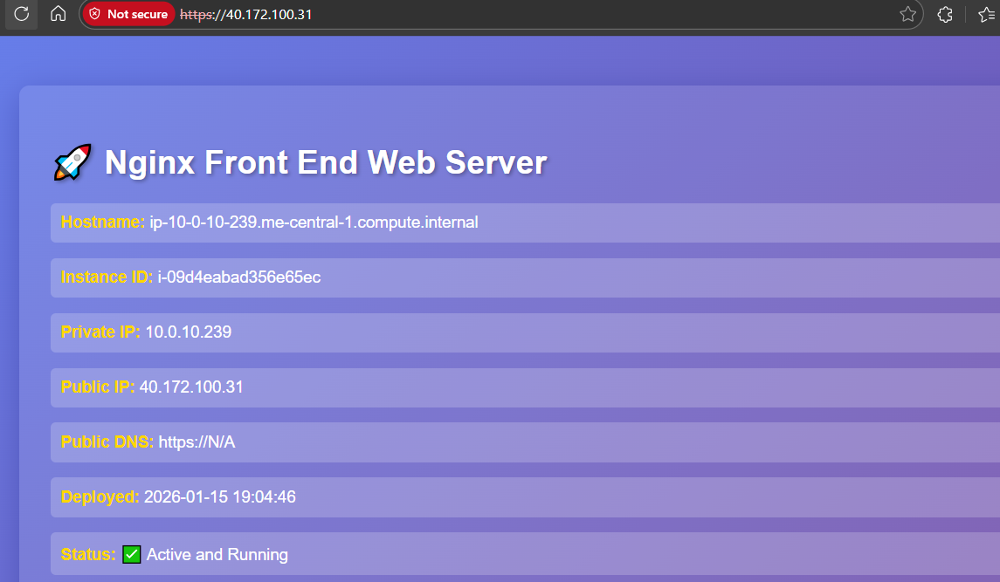 Not secure https://40.172.100.31
Nginx Front End Web Server
Hostname: ip-10-0-10-239.me-central-1.compute.internal
Instance ID: i-09d4eabad356e65ec
Private IP: 10.0.10.239
Public IP: 40.172.100.31
Public DNS: https://N/A
Deployed: 2026-01-15 19:04:46
Status: ✅ Active and Running